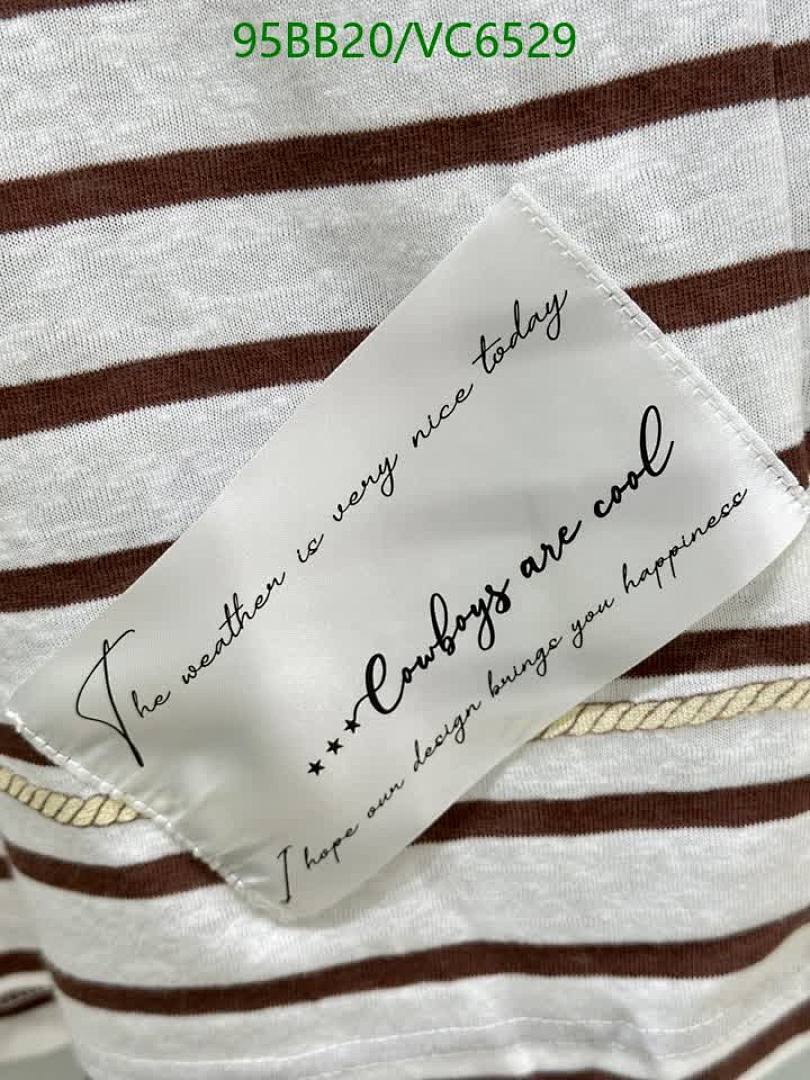 95BB20/VC6529
The weather is very nice today
★★★Cowboys are cool
I hope our design brings you happiness